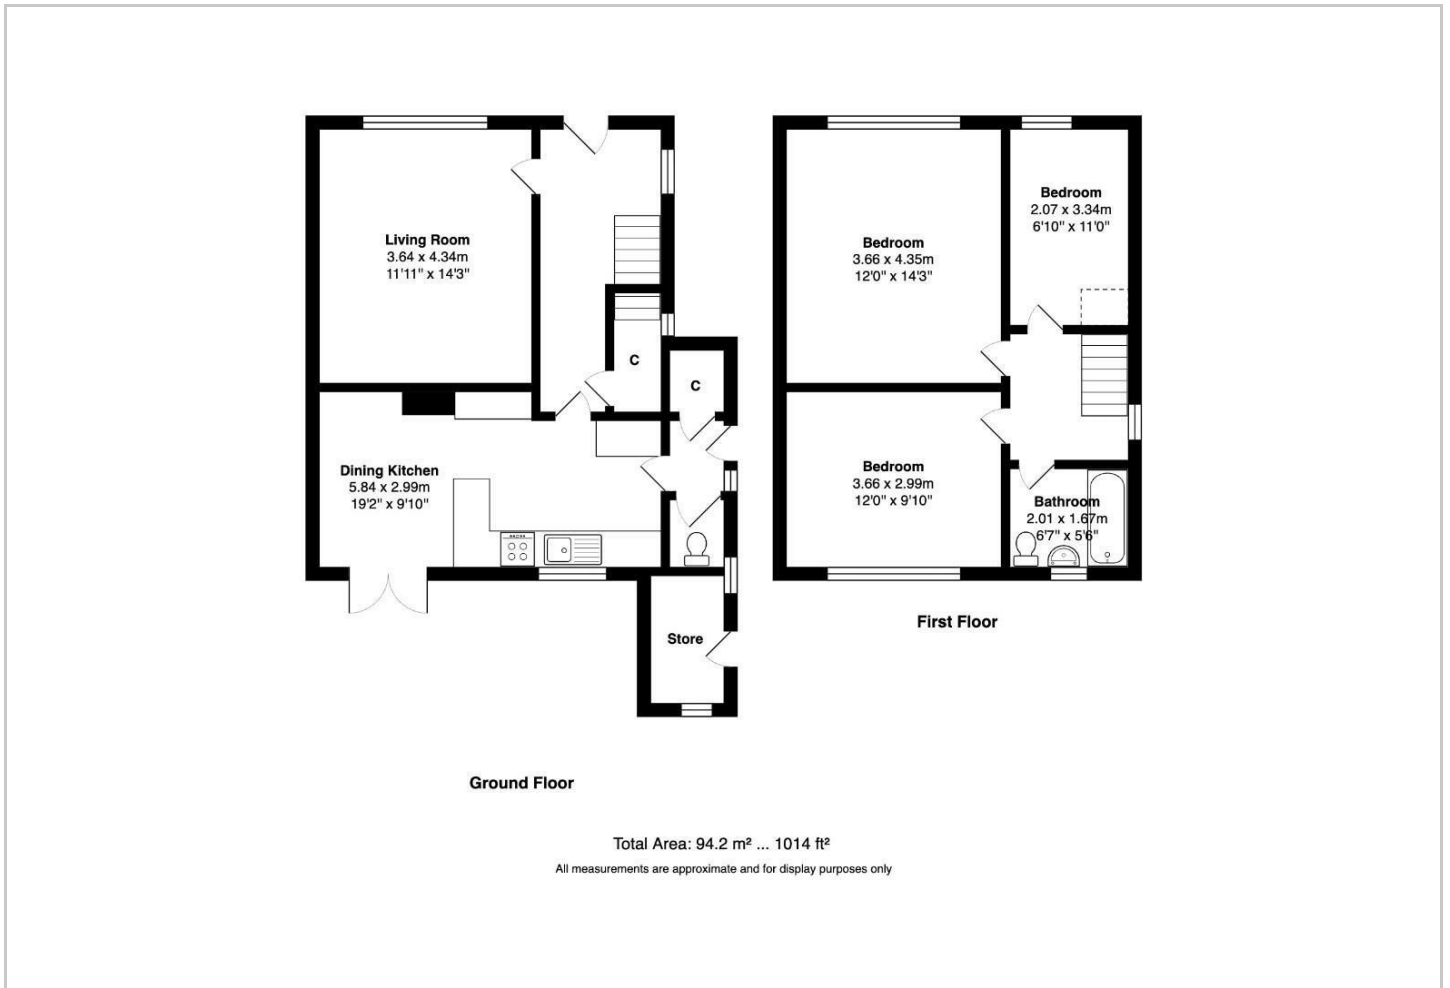 Living Room
3.64 x 4.34m
11'11" x 14'3"
C
C
Dining Kitchen
5.84 x 2.99m
19'2" x 9'10"
Store
Ground Floor
Bedroom
3.66 x 4.35m
12'0" x 14'3"
Bedroom
2.07 x 3.34m
6'10" x 11'0"
Bedroom
3.66 x 2.99m
12'0" x 9'10"
Bathroom
2.01 x 1.67m
6'7" x 5'6"
First Floor
Total Area: 94.2 m² ... 1014 ft²
All measurements are approximate and for display purposes only